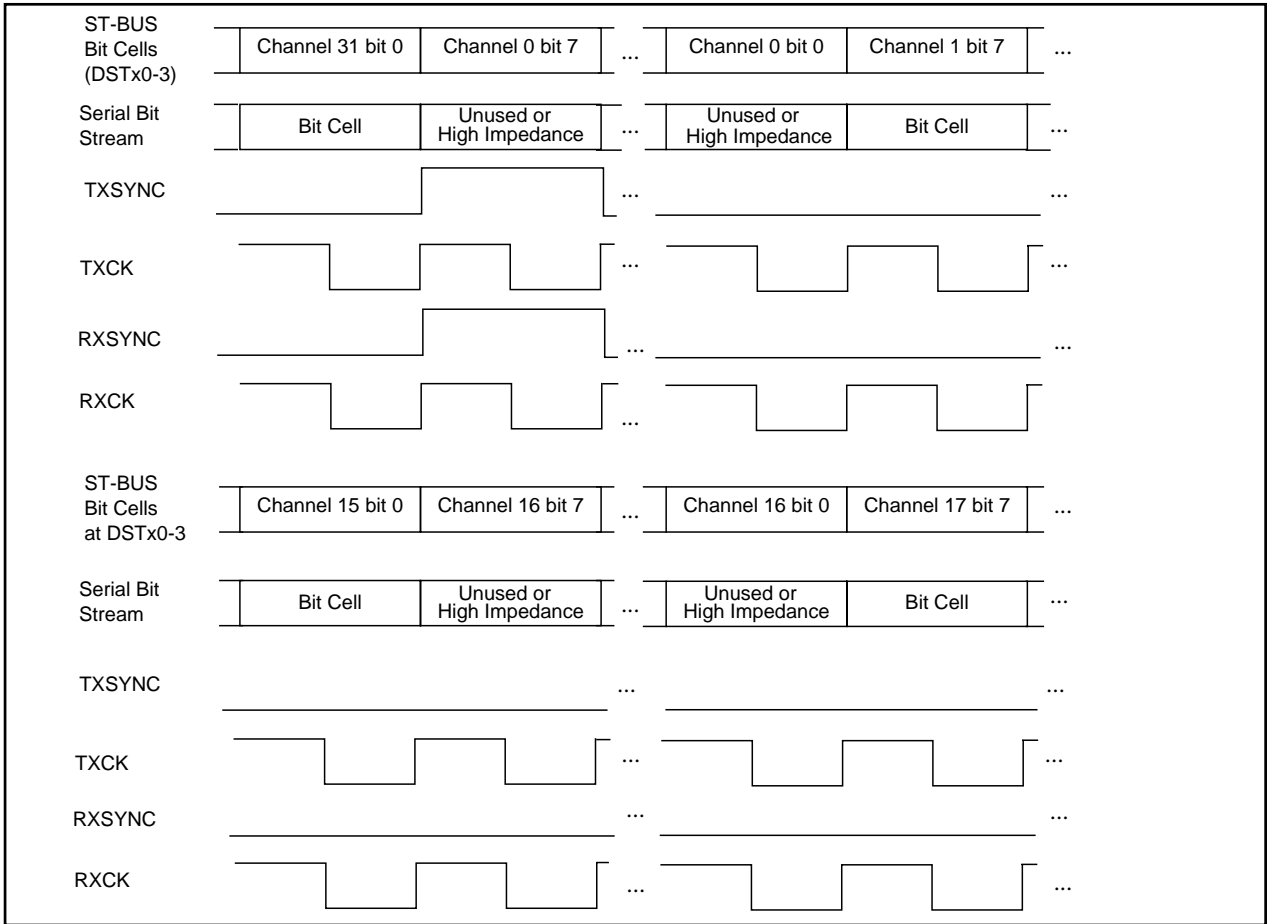 ST-BUS
Bit Cells
(DSTx0-3)
Channel 31 bit 0
Channel 0 bit 7
...
Channel 0 bit 0
Channel 1 bit 7
...
Serial Bit
Stream
Bit Cell
Unused or
High Impedance
...
Unused or
High Impedance
Bit Cell
...
TXSYNC
...
...
TXCK
...
...
RXSYNC
...
...
RXCK
...
...
ST-BUS
Bit Cells
at DSTx0-3
Channel 15 bit 0
Channel 16 bit 7
...
Channel 16 bit 0
Channel 17 bit 7
...
Serial Bit
Stream
Bit Cell
Unused or
High Impedance
...
Unused or
High Impedance
Bit Cell
...
TXSYNC
...
...
TXCK
...
...
RXSYNC
...
...
RXCK
...
...